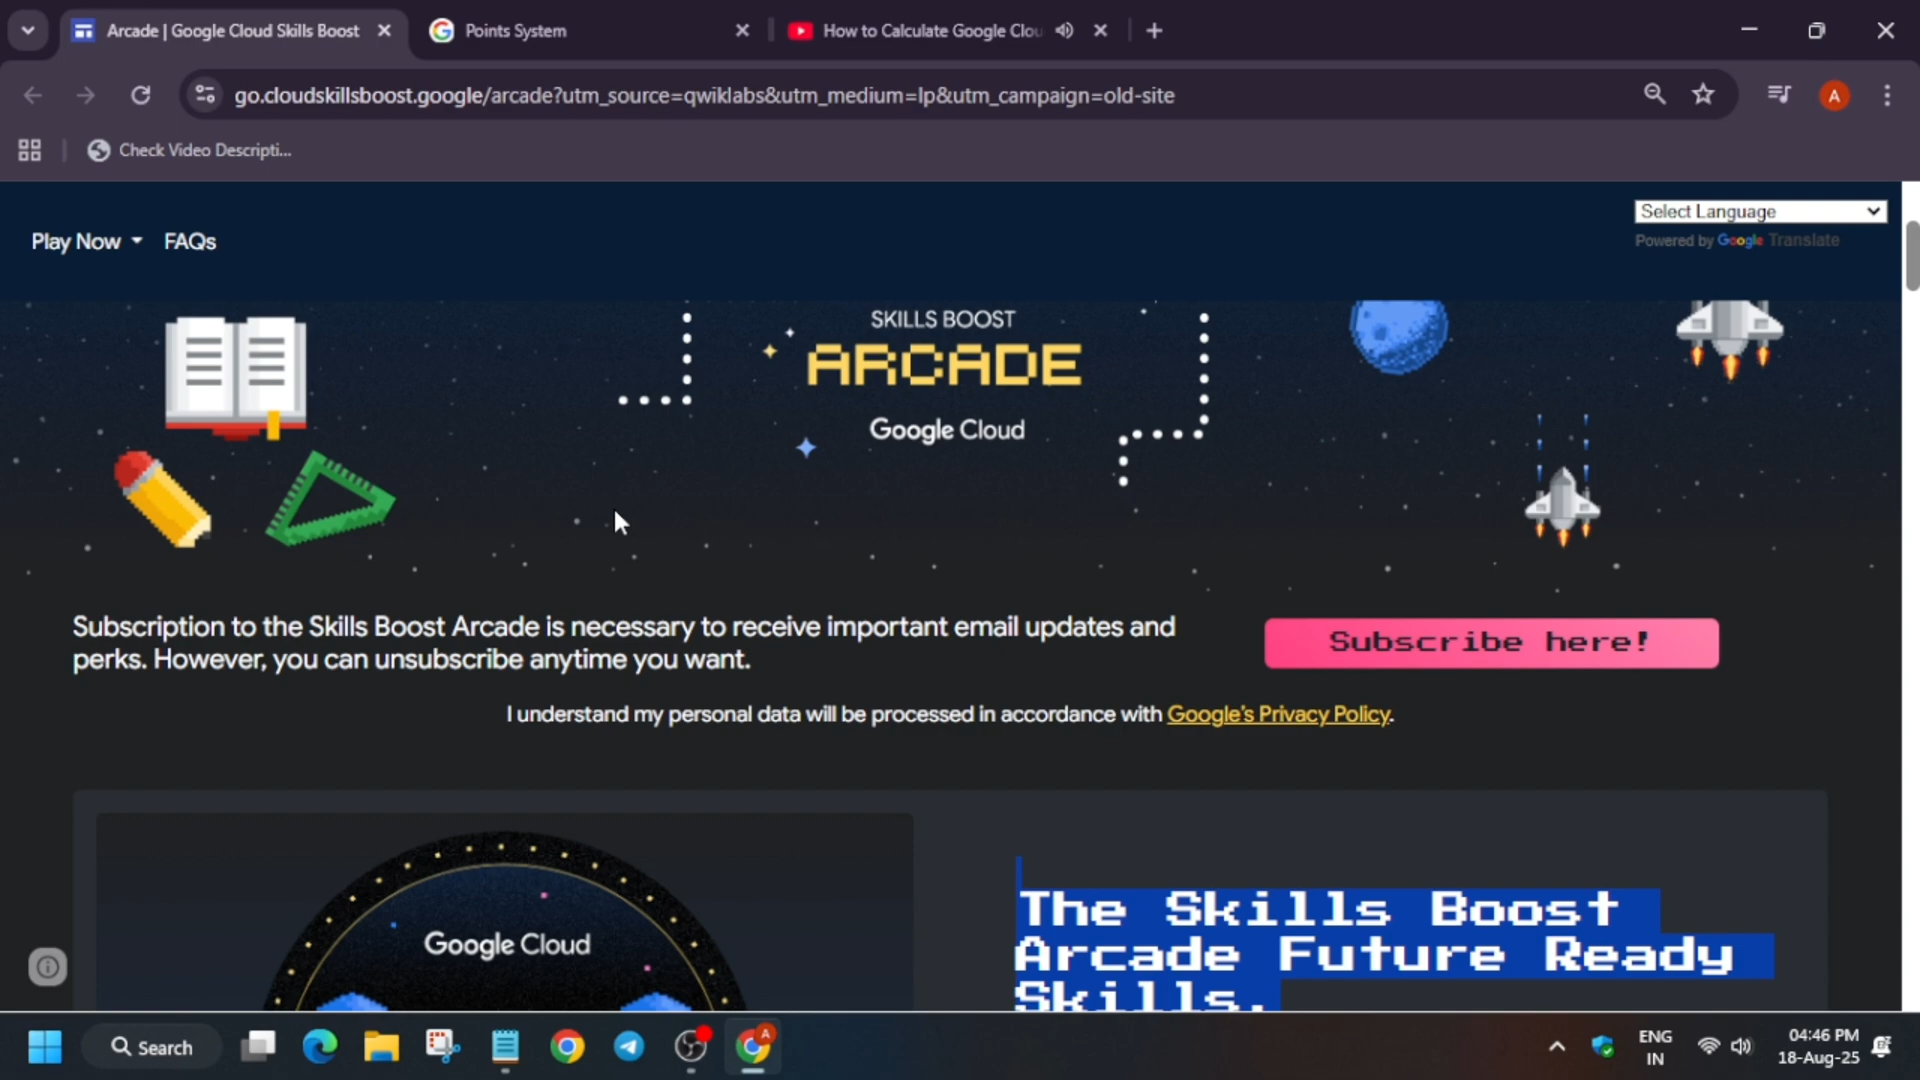 Arcade | Google Cloud Skills Boost
Points System
How to Calculate Google Clou
go.cloudskillsboost.google/arcade?utm_source=qwiklabs&utm_medium=lp&utm_campaign=old-site
A
Check Video Descripti...
Play Now
FAQs
Select Language
Powered by Google Translate
SKILLS BOOST
ARCADE
Google Cloud
Subscription to the Skills Boost Arcade is necessary to receive important email updates and
perks. However, you can unsubscribe anytime you want.
Subscribe here!
I understand my personal data will be processed in accordance with Google's Privacy Policy.
Google Cloud
The Skills Boost
Arcade Future Ready
Skills.
Search
A
ENG
IN
04:46 PM
18-Aug-25